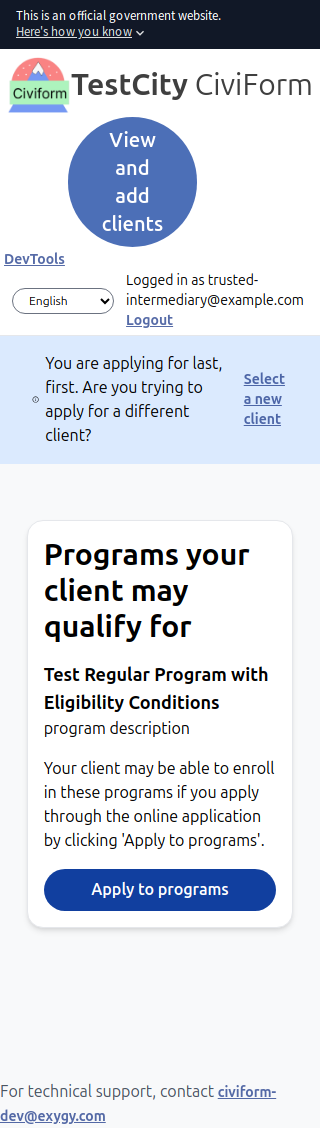 This is an official government website.
Here's how you know
Civiform
TestCity CiviForm
View
and
add
clients
DevTools
English
Logged in as trusted-
intermediary@example.com
Logout
You are applying for last,
first. Are you trying to
apply for a different
client?
Select
a new
client
Programs your
client may
qualify for
Test Regular Program with
Eligibility Conditions
program description
Your client may be able to enroll
in these programs if you apply
through the online application
by clicking 'Apply to programs'.
Apply to programs
For technical support, contact civiform-
dev@exygy.com